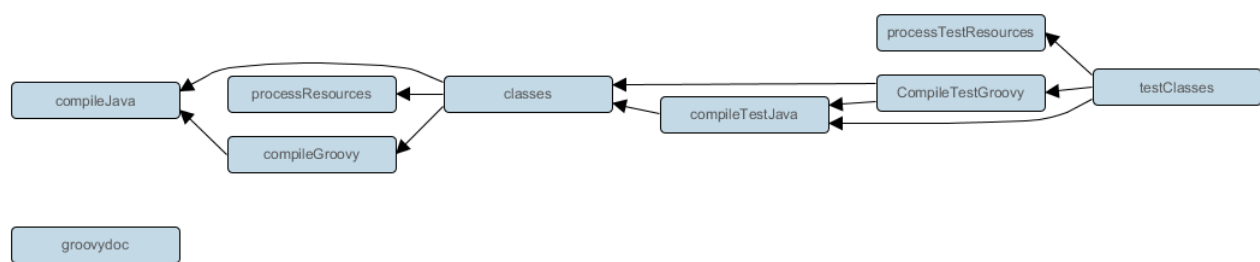 processTestResources
compileJava
processResources
classes
compileTestJava
CompileTestGroovy
testClasses
compileGroovy
groovydoc